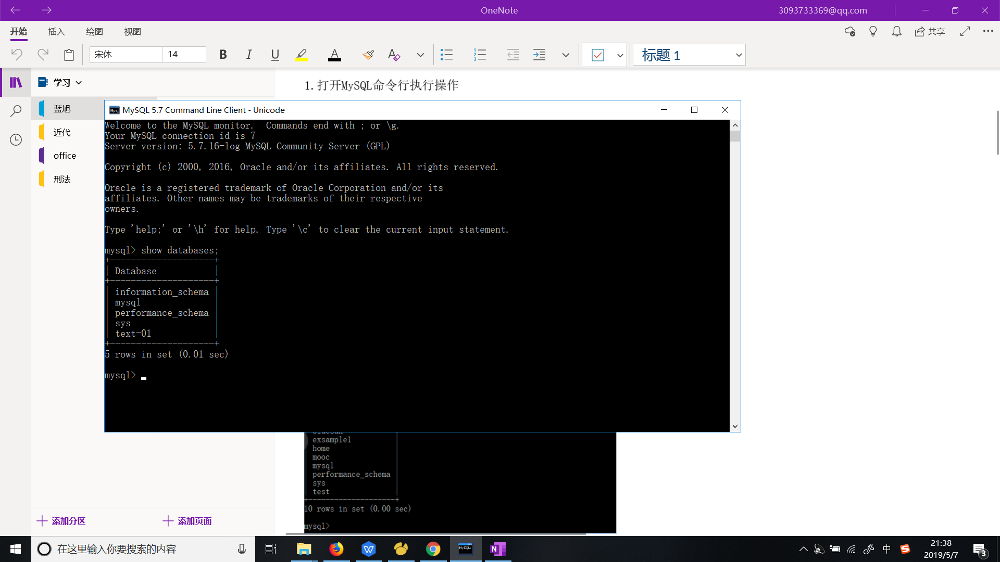 OneNote
3093733369@qq.com
开始
插入
绘图
视图
共享
宋体
14
B
I
U
A
A
标题 1
学习
1.打开MySQL命令行执行操作
蓝旭
近代
office
刑法
MySQL 5.7 Command Line Client - Unicode
Welcome to the MySQL monitor.  Commands end with ; or \g.
Your MySQL connection id is 7
Server version: 5.7.16-log MySQL Community Server (GPL)
Copyright (c) 2000, 2016, Oracle and/or its affiliates. All rights reserved.
Oracle is a registered trademark of Oracle Corporation and/or its
affiliates. Other names may be trademarks of their respective
owners.
Type 'help;' or '\h' for help. Type '\c' to clear the current input statement.
mysql> show databases;
+--------------------+
| Database           |
+--------------------+
| information_schema |
| mysql              |
| performance_schema |
| sys                |
| text-01            |
+--------------------+
5 rows in set (0.01 sec)
mysql>
exsample1
home
mooc
mysql
performance_schema
sys
test
+--------------------+
10 rows in set (0.00 sec)
mysql>
添加分区
添加页面
在这里输入你要搜索的内容
中
21:38
2019/5/7
3